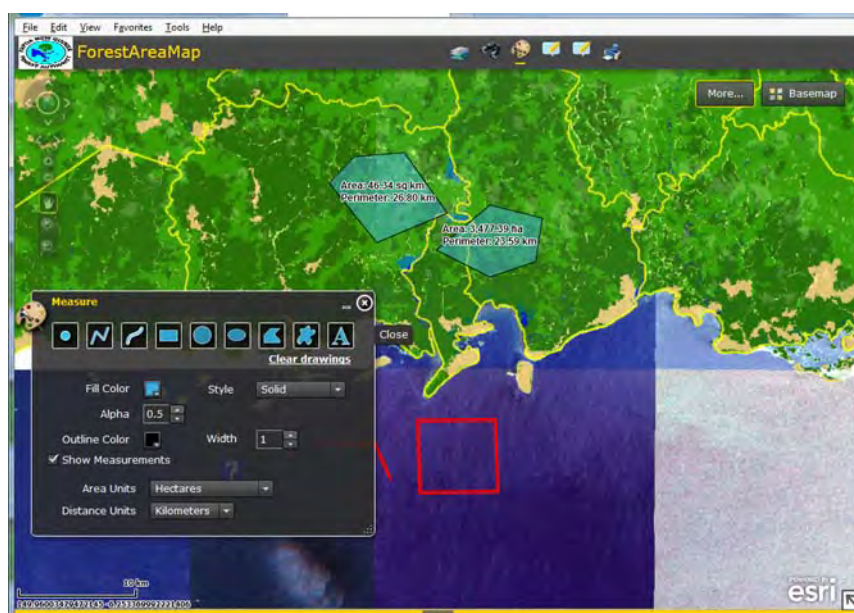 File Edit View Favorites Tools Help
ForestAreaMap
More... Basemap
Area: 46.34 sq km
Perimeter: 26.80 km
Area: 3,477.39 ha
Perimeter: 23.59 km
Measure
A
Close
Clear drawings
Fill Color Style Solid
Alpha 0.5
Outline Color Width 1
Show Measurements
Area Units Hectares
Distance Units Kilometers
10 km
POWERED BY
esri